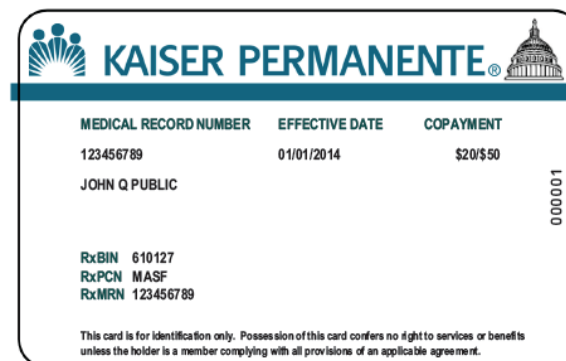 KAISER PERMANENTE®
MEDICAL RECORD NUMBER EFFECTIVE DATE COPAYMENT
123456789 01/01/2014 $20/$50
JOHN Q PUBLIC
000001
RxBIN 610127
RxPCN MASF
RxMRN 123456789
This card is for identification only. Possession of this card confers no right to services or benefits
unless the holder is a member complying with all provisions of an applicable agreement.